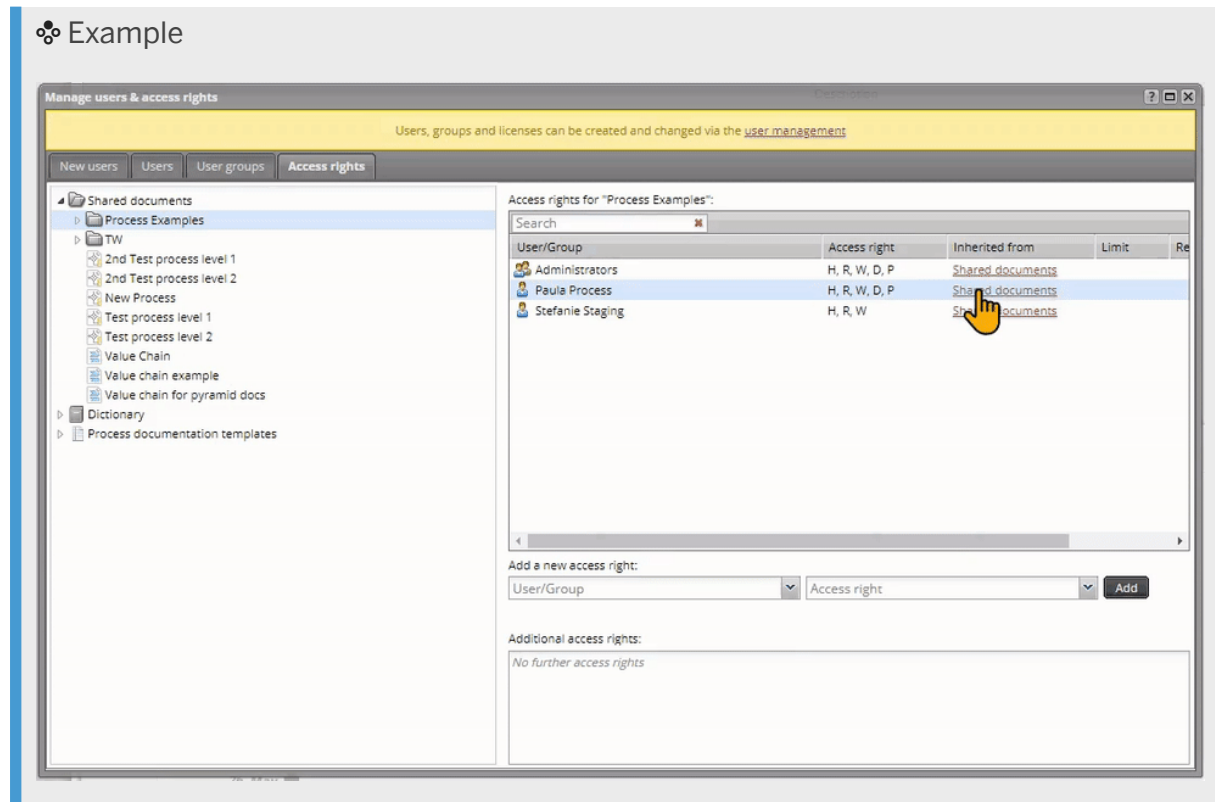 Example
Manage users & access rights
Description
Users, groups and licenses can be created and changed via the user management
New users Users User groups Access rights
Shared documents
Process Examples
TW
2nd Test process level 1
2nd Test process level 2
New Process
Test process level 1
Test process level 2
Value Chain
Value chain example
Value chain for pyramid docs
Dictionary
Process documentation templates
Access rights for "Process Examples":
Search
User/Group Access right Inherited from Limit Re
Administrators H, R, W, D, P Shared documents
Paula Process H, R, W, D, P Shared documents
Stefanie Staging H, R, W documents
Add a new access right:
User/Group Access right Add
Additional access rights:
No further access rights